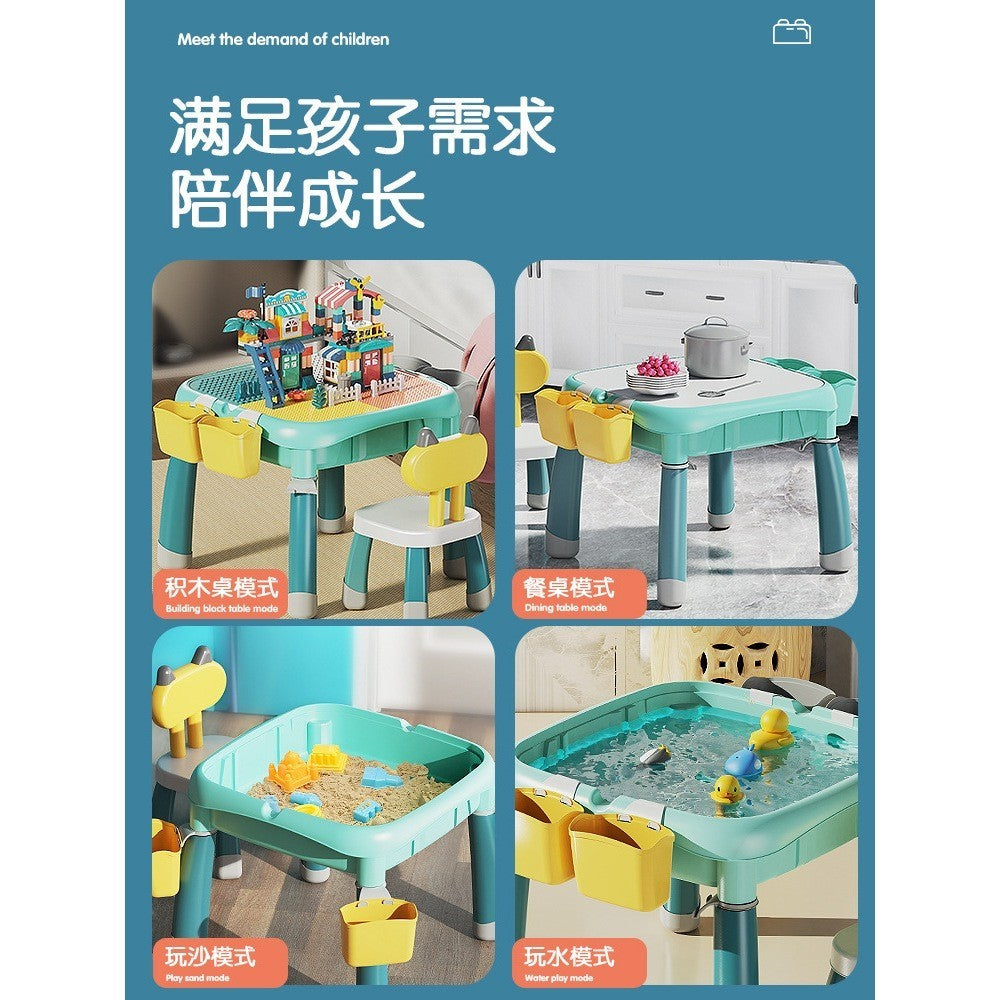 Meet the demand of children
满足孩子需求
陪伴成长
积木桌模式
Building block table mode
餐桌模式
Dining table mode
玩沙模式
Play sand mode
玩水模式
Water play mode